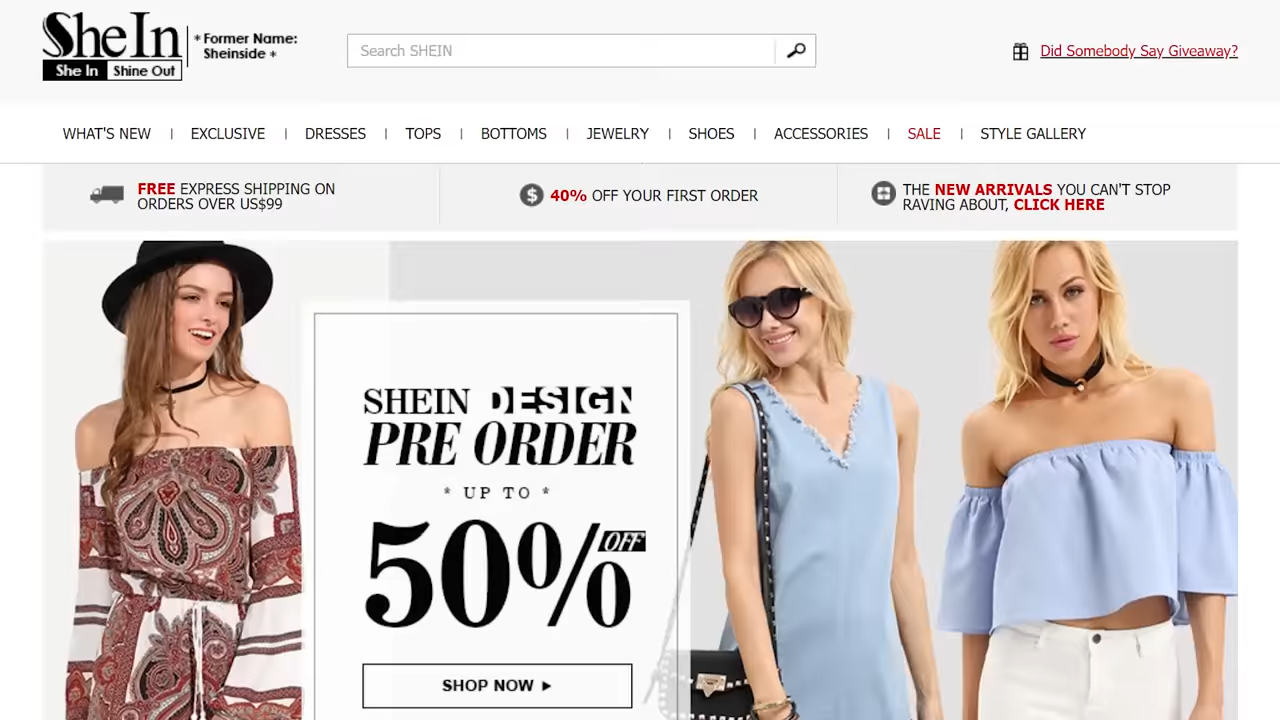 SheIn
She In Shine Out
* Former Name:
Sheinside *
Search SHEIN
Did Somebody Say Giveaway?
WHAT'S NEW | EXCLUSIVE | DRESSES | TOPS | BOTTOMS | JEWELRY | SHOES | ACCESSORIES | SALE | STYLE GALLERY
FREE EXPRESS SHIPPING ON
ORDERS OVER US$99
$
40% OFF YOUR FIRST ORDER
THE NEW ARRIVALS YOU CAN'T STOP
RAVING ABOUT, CLICK HERE
SHEIN DESIGN
PRE ORDER
* UP TO *
50% OFF
SHOP NOW